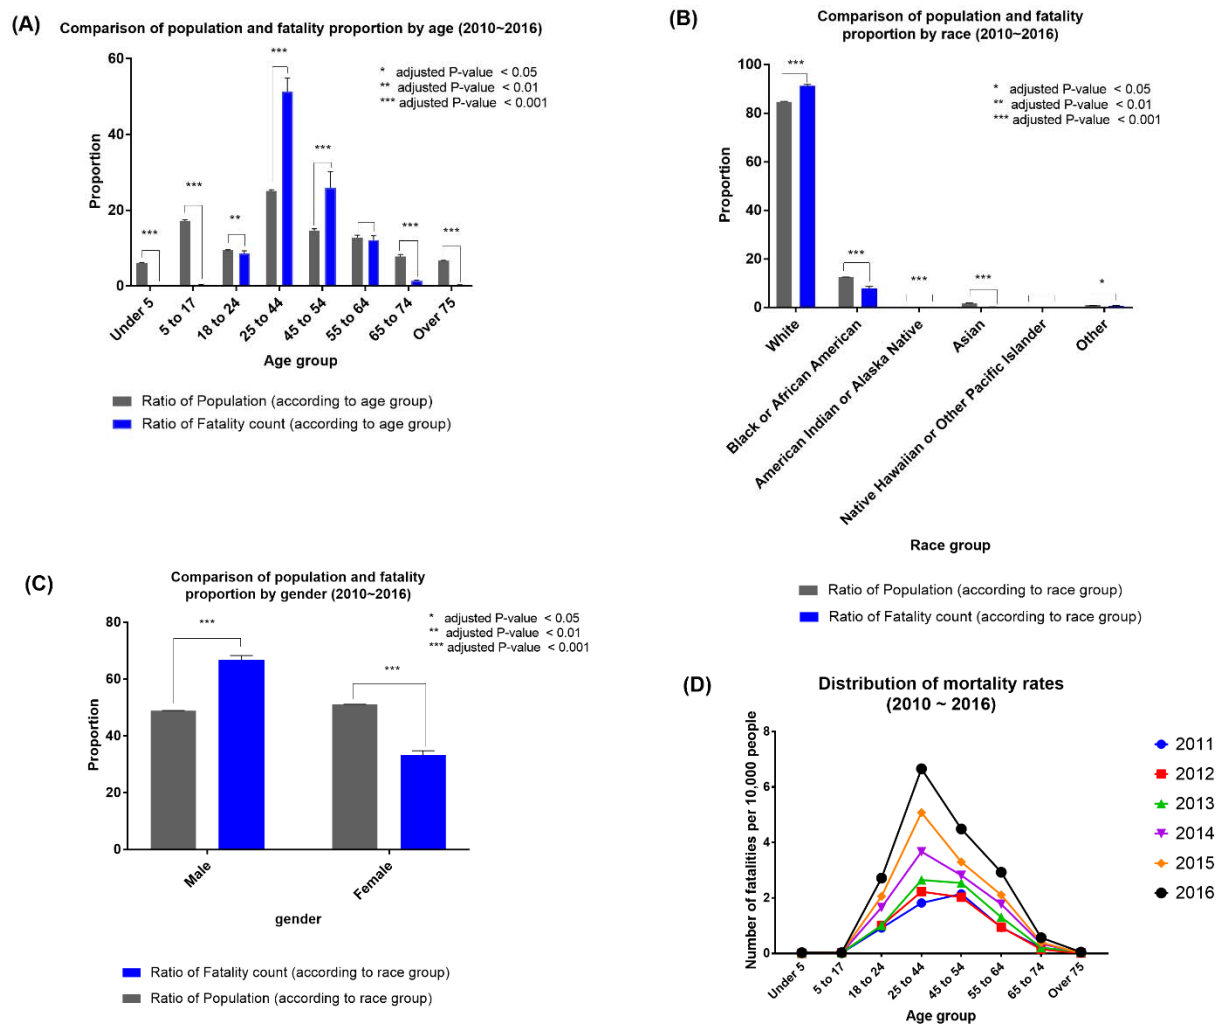 (A)
Comparison of population and fatality proportion by age (2010~2016)
***
* adjusted P-value < 0.05
** adjusted P-value < 0.01
*** adjusted P-value < 0.001
60
40
20
0
Proportion
***
***
**
***
***
***
Under 5
5 to 17
18 to 24
25 to 44
45 to 54
55 to 64
65 to 74
Over 75
Age group
Ratio of Population (according to age group)
Ratio of Fatality count (according to age group)
(B)
Comparison of population and fatality
proportion by race (2010~2016)
***
* adjusted P-value < 0.05
** adjusted P-value < 0.01
*** adjusted P-value < 0.001
100
80
60
40
20
0
Proportion
***
***
***
*
White
Black or African American
American Indian or Alaska Native
Asian
Native Hawaiian or Other Pacific Islander
Other
Race group
Ratio of Population (according to race group)
Ratio of Fatality count (according to race group)
(C)
Comparison of population and fatality
proportion by gender (2010~2016)
* adjusted P-value < 0.05
** adjusted P-value < 0.01
*** adjusted P-value < 0.001
80
60
40
20
0
Proportion
***
***
Male
Female
gender
Ratio of Fatality count (according to race group)
Ratio of Population (according to race group)
(D)
Distribution of mortality rates
(2010 ~ 2016)
Number of fatalities per 10,000 people
8
6
4
2
0
Under 5
5 to 17
18 to 24
25 to 44
45 to 54
55 to 64
65 to 74
Over 75
Age group
2011
2012
2013
2014
2015
2016